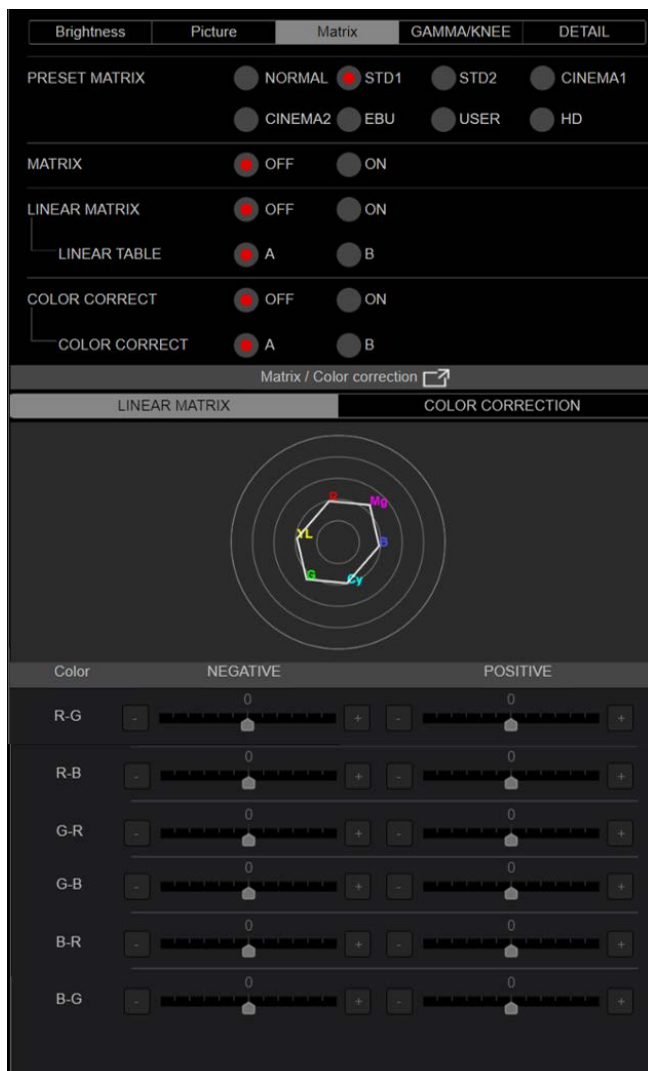 Brightness Picture Matrix GAMMA/KNEE DETAIL
PRESET MATRIX NORMAL STD1 STD2 CINEMA1
CINEMA2 EBU USER HD
MATRIX OFF ON
LINEAR MATRIX OFF ON
LINEAR TABLE A B
COLOR CORRECT OFF ON
COLOR CORRECT A B
Matrix / Color correction
LINEAR MATRIX COLOR CORRECTION
R Mg
YL B
G Cy
Color NEGATIVE POSITIVE
0 0
R-G - + - +
0 0
R-B - + - +
0 0
G-R - + - +
0 0
G-B - + - +
0 0
B-R - + - +
0 0
B-G - + - +